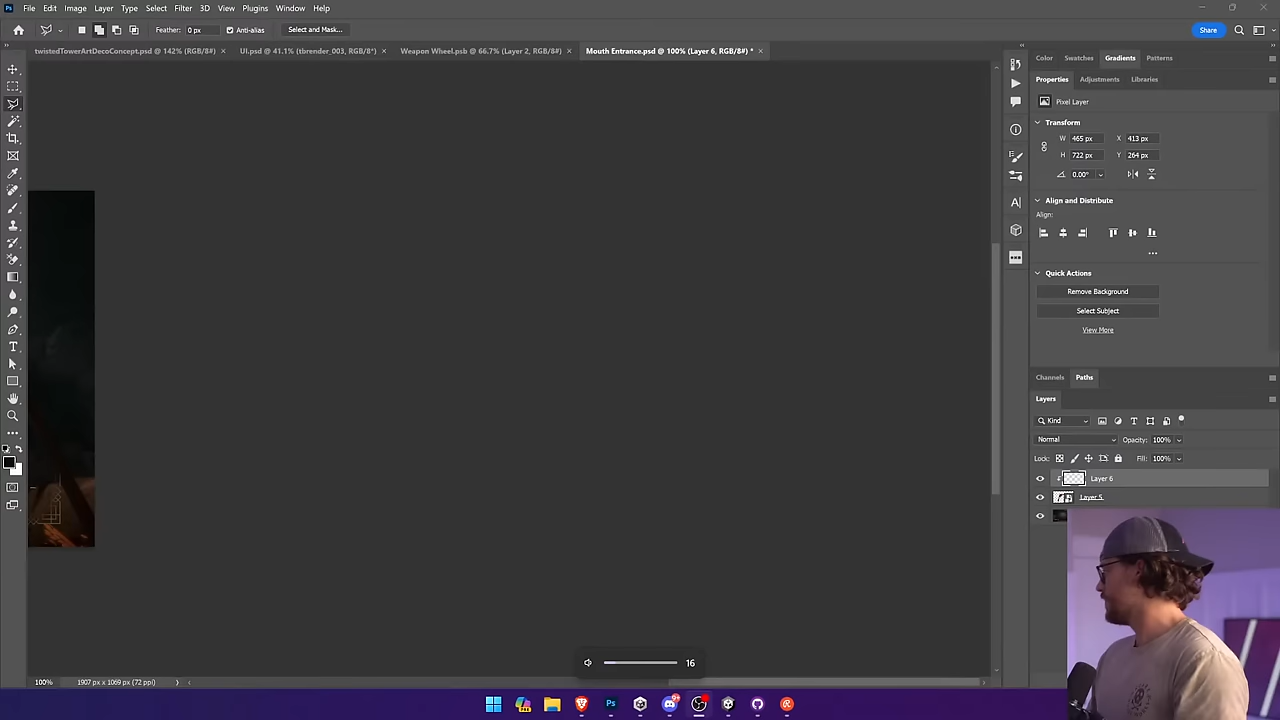 File Edit Image Layer Type Select Filter 3D View Plugins Window Help
Feather: 0 px Anti-alias Select and Mask... Share
twistedTowerArtDecoConcept.psd @ 142% (RGB/8#) × UI.psd @ 41.1% (tbrender_003, RGB/8*) × Weapon Wheel.psb @ 66.7% (Layer 2, RGB/8#) × Mouth Entrance.psd @ 100% (Layer 6, RGB/8#) * ×
Color Swatches Gradients Patterns
Properties Adjustments Libraries
Pixel Layer
Transform
W 465 px X 413 px
H 722 px Y 264 px
0.00°
Align and Distribute
Align:
Quick Actions
Remove Background
Select Subject
View More
Channels Paths
Layers
Kind
Normal Opacity: 100%
Lock: Fill: 100%
Layer 6
Layer 5
16
100% 1907 px x 1069 px (72 ppi)